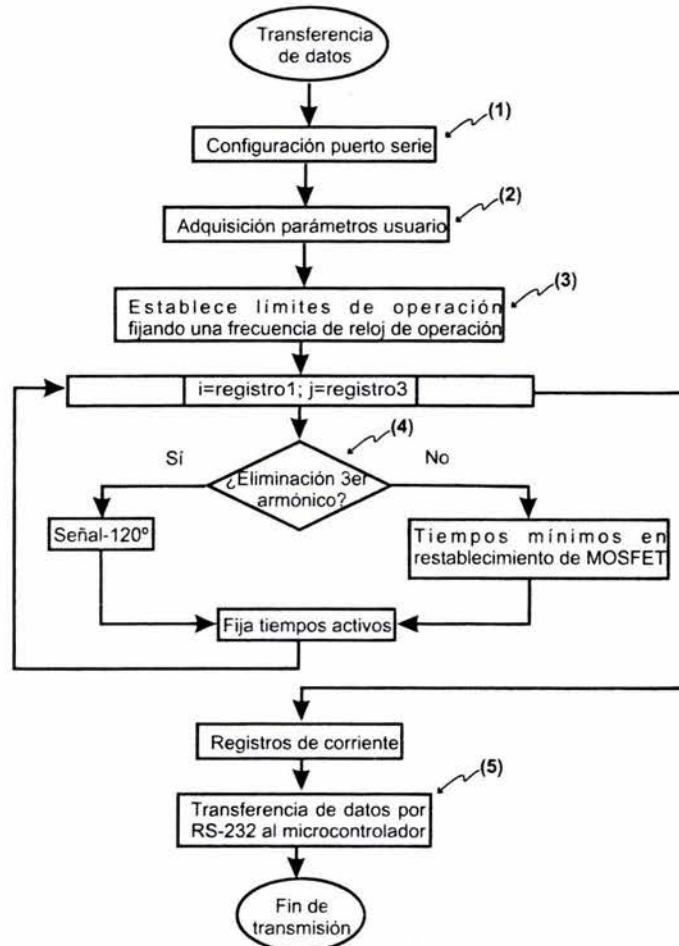 Transferencia
de datos
(1)
Configuración puerto serie
(2)
Adquisición parámetros usuario
(3)
Establece límites de operación
fijando una frecuencia de reloj de operación
i=registro1; j=registro3
(4)
Sí
¿Eliminación 3er
armónico?
No
Señal-120º
Tiempos mínimos en
restablecimiento de MOSFET
Fija tiempos activos
Registros de corriente
(5)
Transferencia de datos por
RS-232 al microcontrolador
Fin de
transmisión